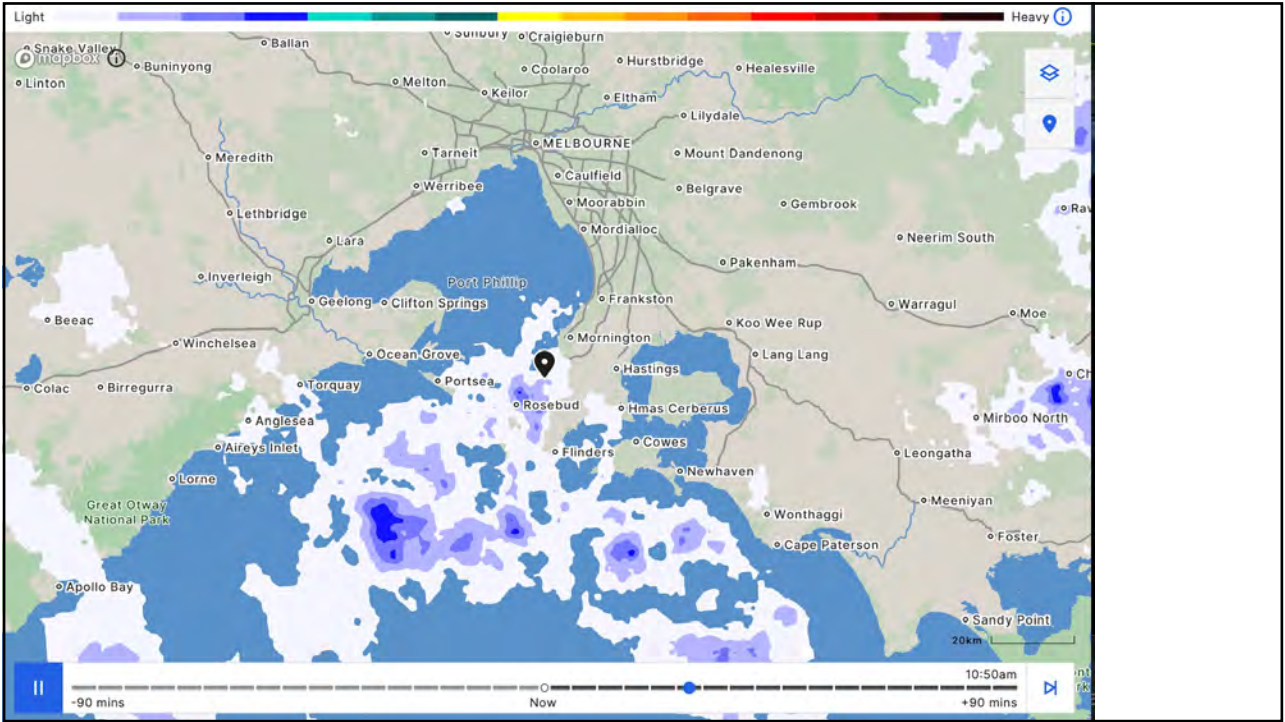 Light
Heavy
Sunbury
Craigieburn
Ballan
Snake Valley
mapbox
Buninyong
Hurstbridge
Healesville
Coolaroo
Linton
Melton
Keilor
Eltham
Lilydale
MELBOURNE
Meredith
Tarneit
Mount Dandenong
Caulfield
Werribee
Belgrave
Moorabbin
Gembrook
Lethbridge
Rav
Mordialloc
Lara
Neerim South
Pakenham
Inverleigh
Port Phillip
Geelong
Clifton Springs
Frankston
Warragul
Moe
Beeac
Koo Wee Rup
Winchelsea
Mornington
Ocean Grove
Lang Lang
Hastings
Ch
Colac
Birregurra
Torquay
Portsea
Rosebud
Hmas Cerberus
Mirboo North
Anglesea
Cowes
Aireys Inlet
Flinders
Leongatha
Newhaven
Lorne
Great Otway
National Park
Meeniyan
Wonthaggi
Foster
Cape Paterson
Apollo Bay
Sandy Point
20km
10:50am
-90 mins
Now
+90 mins